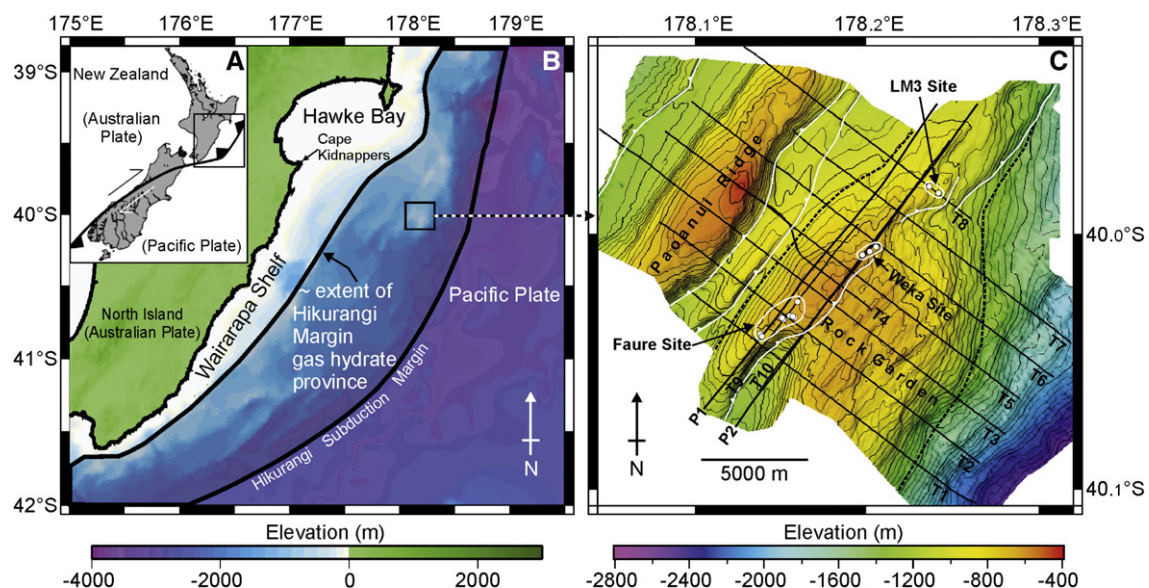 175°E 176°E 177°E 178°E 179°E
39°S
40°S
41°S
42°S
A
New Zealand
(Australian
Plate)
(Pacific Plate)
B
Hawke Bay
Cape
Kidnappers
Wairarapa Shelf
North Island
(Australian Plate)
~ extent of
Hikurangi
Margin
gas hydrate
province
Pacific Plate
Hikurangi Subduction Margin
N
Elevation (m)
-4000 -2000 0 2000
178.1°E 178.2°E 178.3°E
C
LM3 Site
Paoanui Ridge
T8
Weka Site
T4
Rock Garden
Faure Site
T9
T10
P1
P2
T7
T6
T5
T3
T2
T1
N
5000 m
40.0°S
40.1°S
Elevation (m)
-2800 -2400 -2000 -1600 -1200 -800 -400